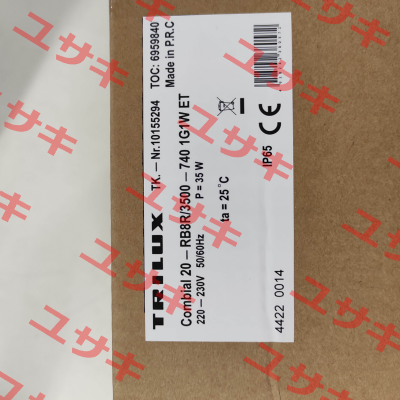 TRILUX TK. – Nr.10155294 TOC: 6959840
Made in P.R.C
Combial 20 – RB8R/3500 – 740 1G1W ET
220 – 230V 50/60Hz P = 35 W
ta = 25°C
IP65 CE
4422 0014
ユサキ
ユサキ
ユサキ
ユサキ
ユサキ